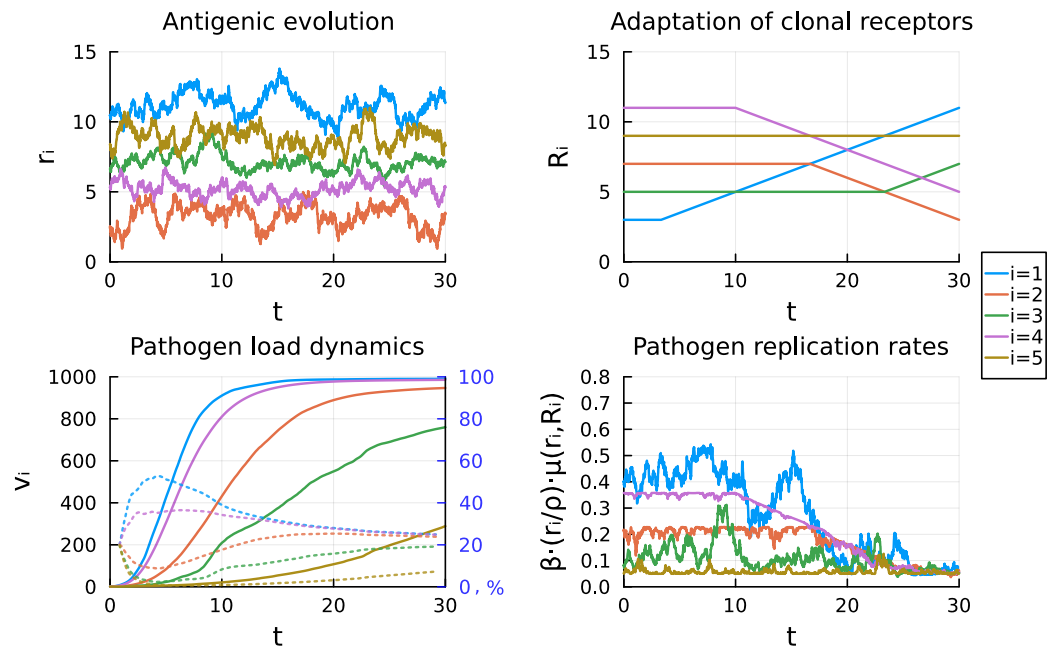 Antigenic evolution
rᵢ
15
10
5
0
0 10 20 30
t
Adaptation of clonal receptors
Rᵢ
15
10
5
0
0 10 20 30
t
i=1
i=2
i=3
i=4
i=5
Pathogen load dynamics
vᵢ
1000
800
600
400
200
0
100
80
60
40
20
0, %
0 10 20 30
t
Pathogen replication rates
β·(rᵢ/ρ)·μ(rᵢ,Rᵢ)
0.8
0.7
0.6
0.5
0.4
0.3
0.2
0.1
0.0
0 10 20 30
t